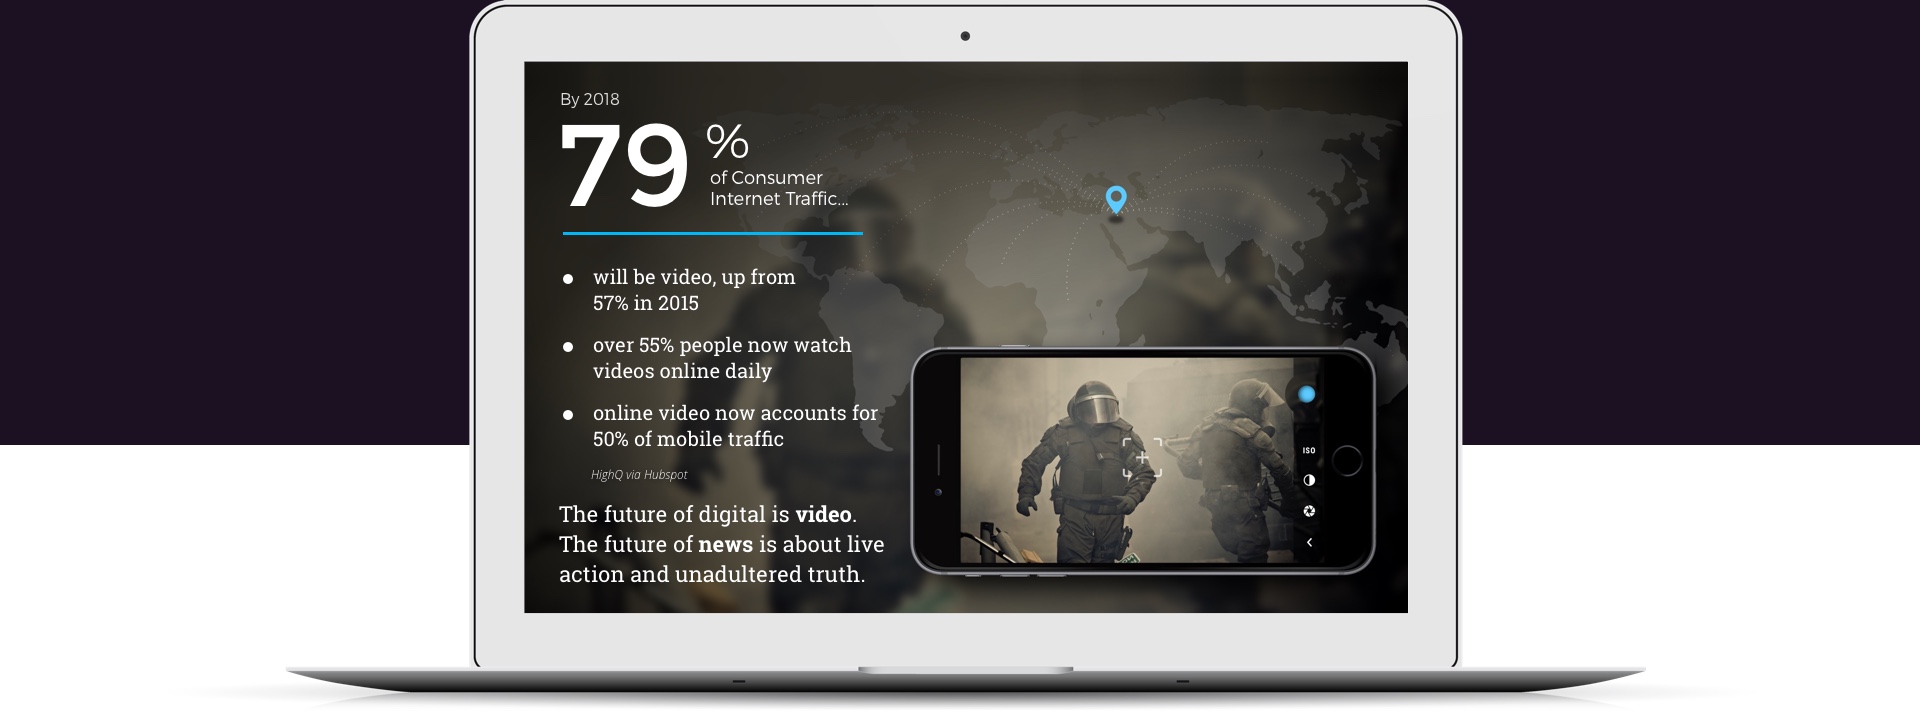 By 2018
79 %
of Consumer
Internet Traffic...
● will be video, up from
57% in 2015
● over 55% people now watch
videos online daily
● online video now accounts for
50% of mobile traffic
HighQ via Hubspot
The future of digital is video.
The future of news is about live
action and unadultered truth.
ISO